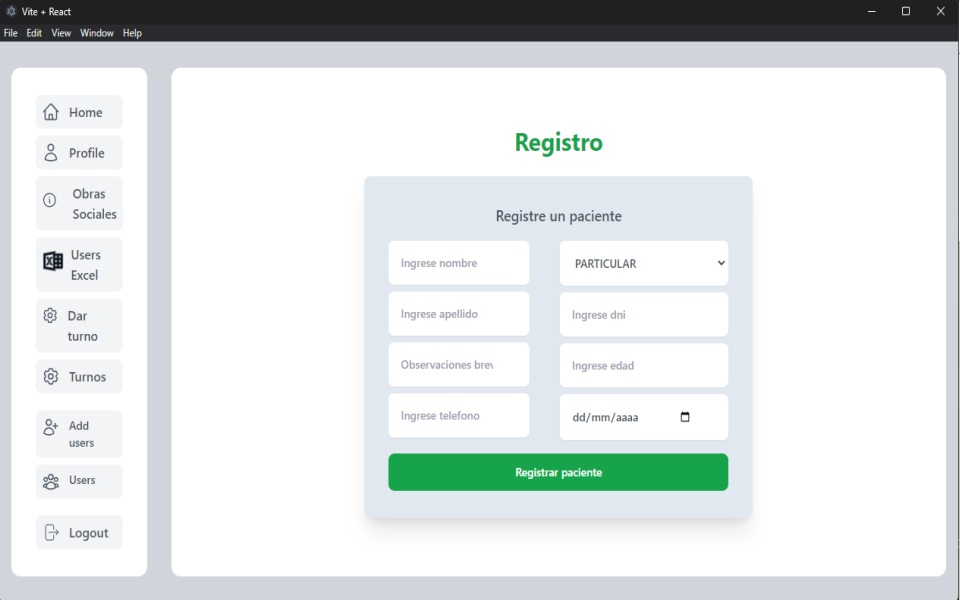 Vite + React
File Edit View Window Help
Home
Profile
Obras
Sociales
Users
Excel
Dar
turno
Turnos
Add
users
Users
Logout
Registro
Registre un paciente
Ingrese nombre
PARTICULAR
Ingrese apellido
Ingrese dni
Observaciones brev
Ingrese edad
Ingrese telefono
dd/mm/aaaa
Registrar paciente